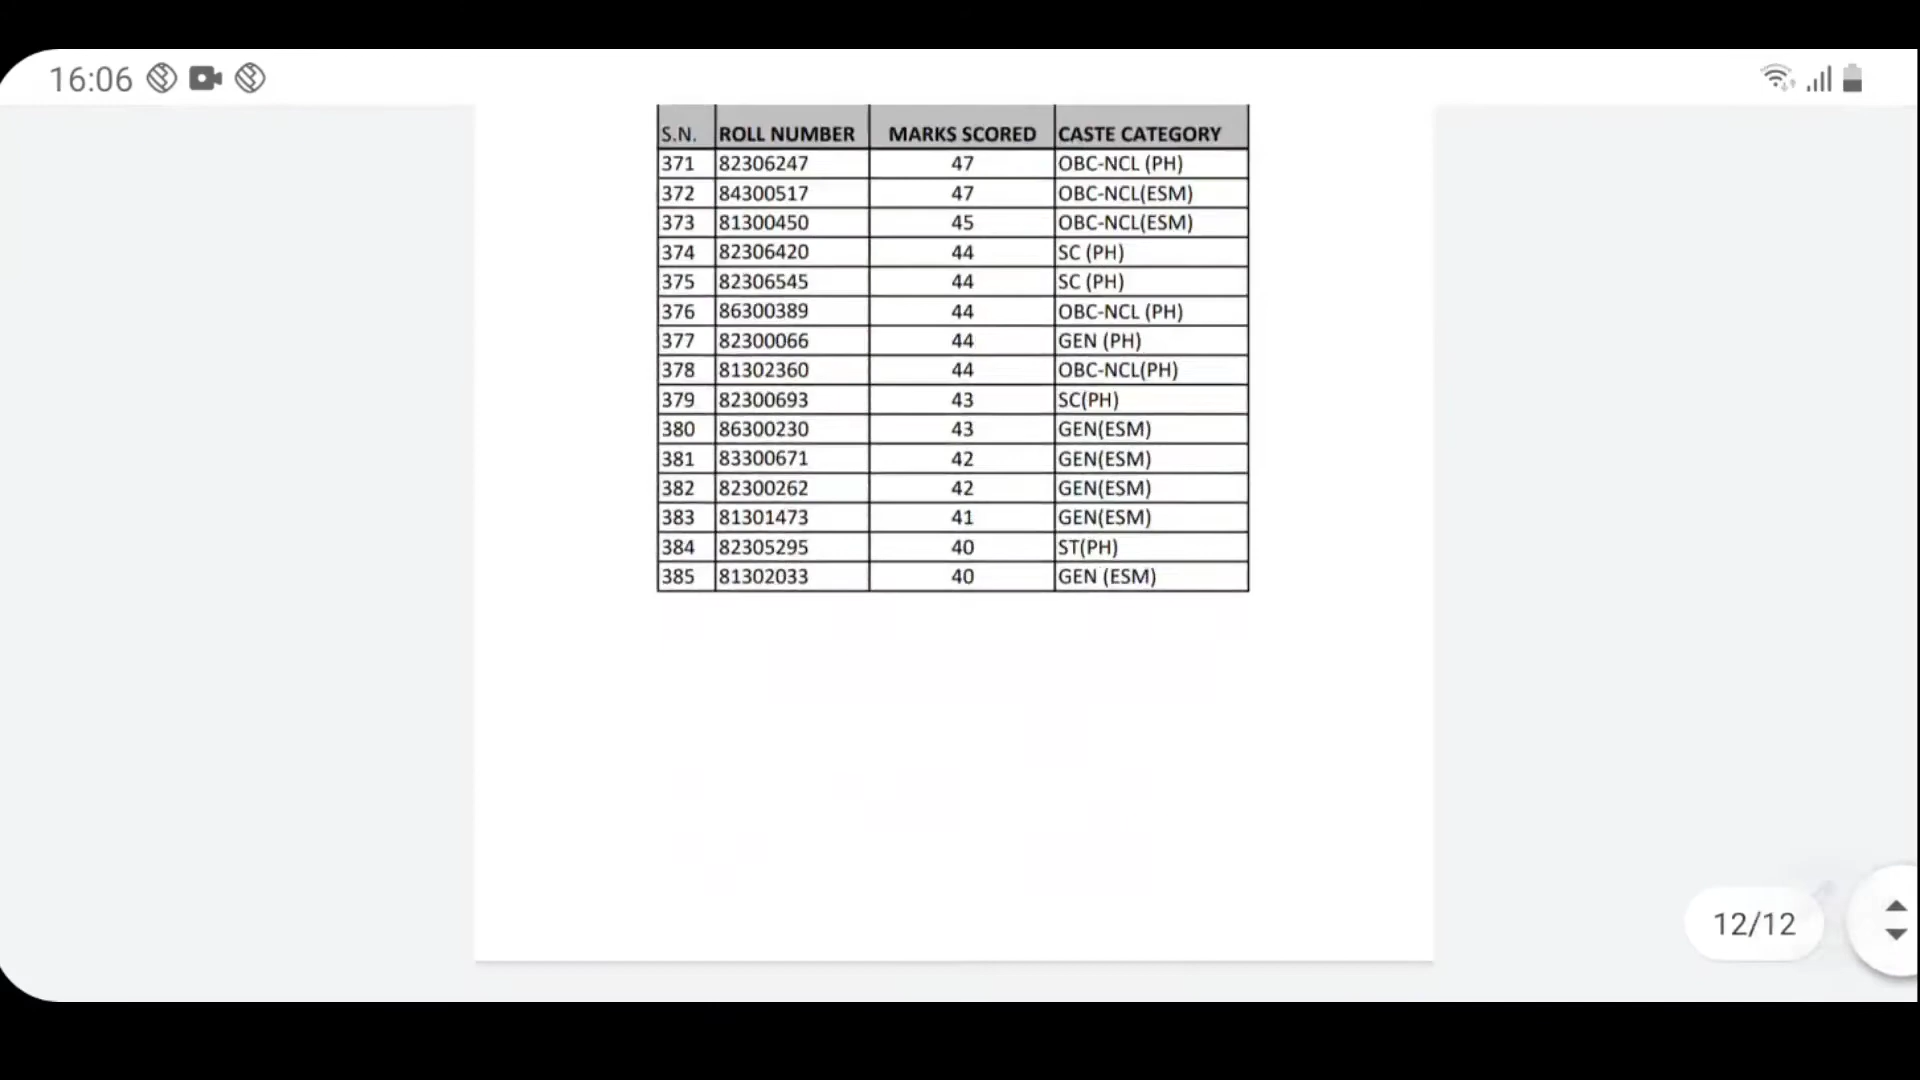 16:06
S.N. ROLL NUMBER MARKS SCORED CASTE CATEGORY
371 82306247 47 OBC-NCL (PH)
372 84300517 47 OBC-NCL(ESM)
373 81300450 45 OBC-NCL(ESM)
374 82306420 44 SC (PH)
375 82306545 44 SC (PH)
376 86300389 44 OBC-NCL (PH)
377 82300066 44 GEN (PH)
378 81302360 44 OBC-NCL(PH)
379 82300693 43 SC(PH)
380 86300230 43 GEN(ESM)
381 83300671 42 GEN(ESM)
382 82300262 42 GEN(ESM)
383 81301473 41 GEN(ESM)
384 82305295 40 ST(PH)
385 81302033 40 GEN (ESM)
12/12